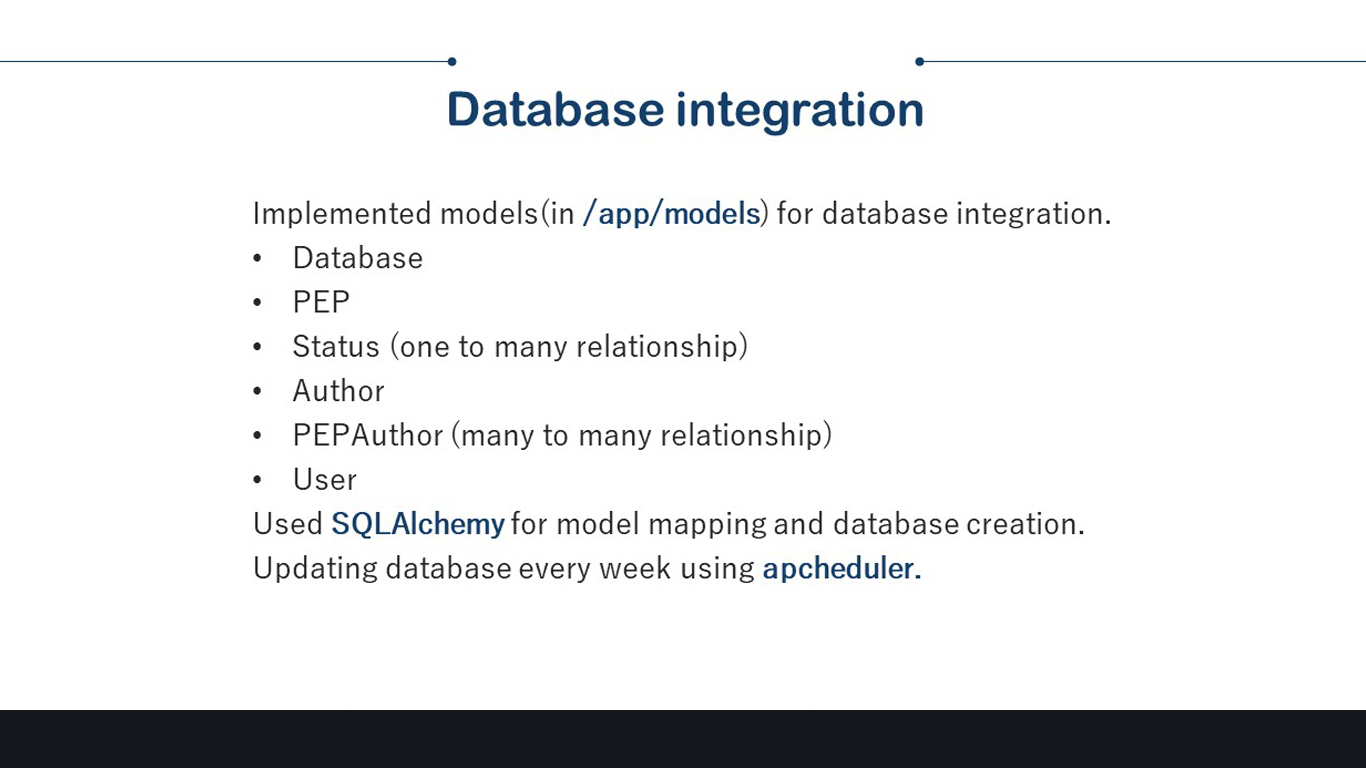 Database integration
Implemented models(in /app/models) for database integration.
• Database
• PEP
• Status (one to many relationship)
• Author
• PEPAuthor (many to many relationship)
• User
Used SQLAlchemy for model mapping and database creation.
Updating database every week using apcheduler.